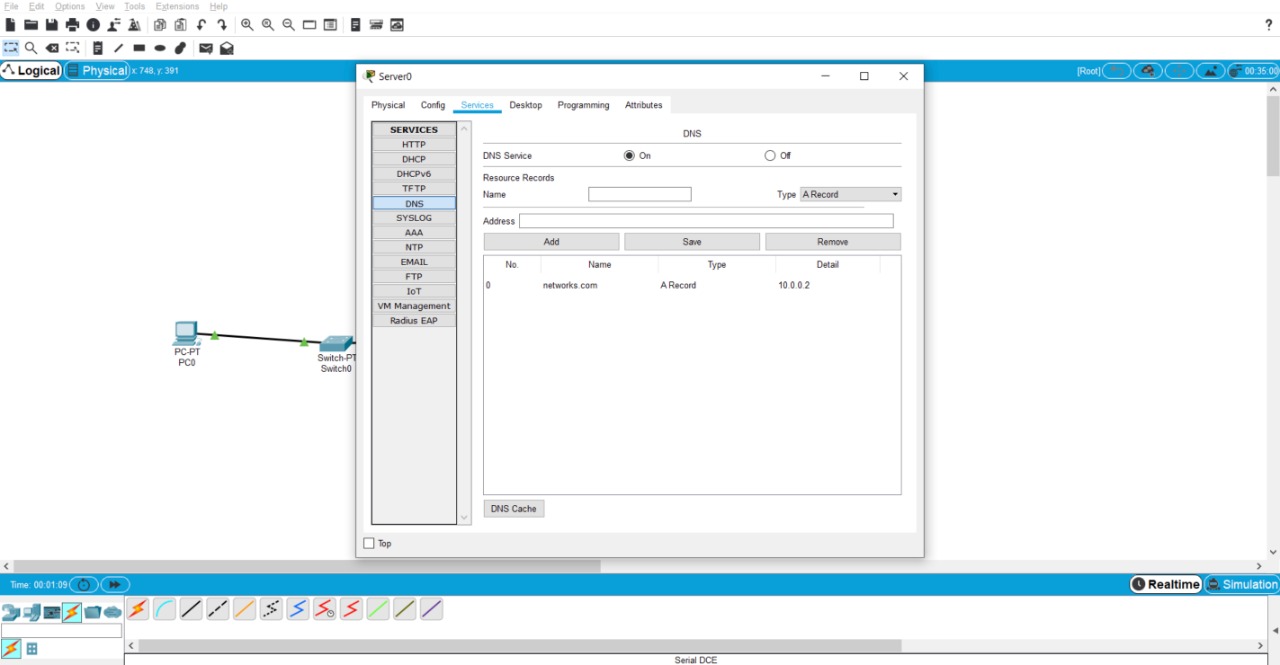 File Edit Options View Tools Extensions Help
?
Logical Physical x: 748, y: 391 [Root] 00:35:00
Server0
Physical Config Services Desktop Programming Attributes
SERVICES
HTTP
DHCP
DHCPv6
TFTP
DNS
SYSLOG
AAA
NTP
EMAIL
FTP
IoT
VM Management
Radius EAP
DNS
DNS Service On Off
Resource Records
Name Type A Record
Address
Add Save Remove
No. Name Type Detail
0 networks.com A Record 10.0.0.2
DNS Cache
Top
PC-PT
PC0
Switch-PT
Switch0
Time: 00:01:09 Realtime Simulation
Serial DCE